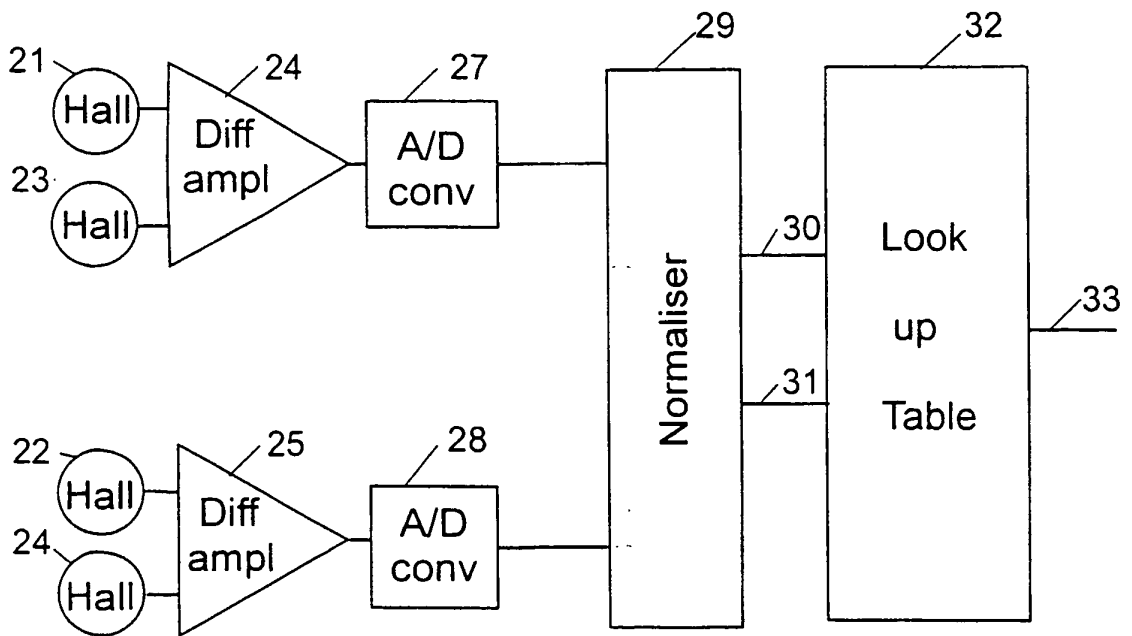 29
32
21
24
27
Hall
Diff
ampl
A/D
conv
23
Hall
30
Look
33
Normaliser
up
31
Table
22
25
28
Hall
Diff
ampl
A/D
conv
24
Hall